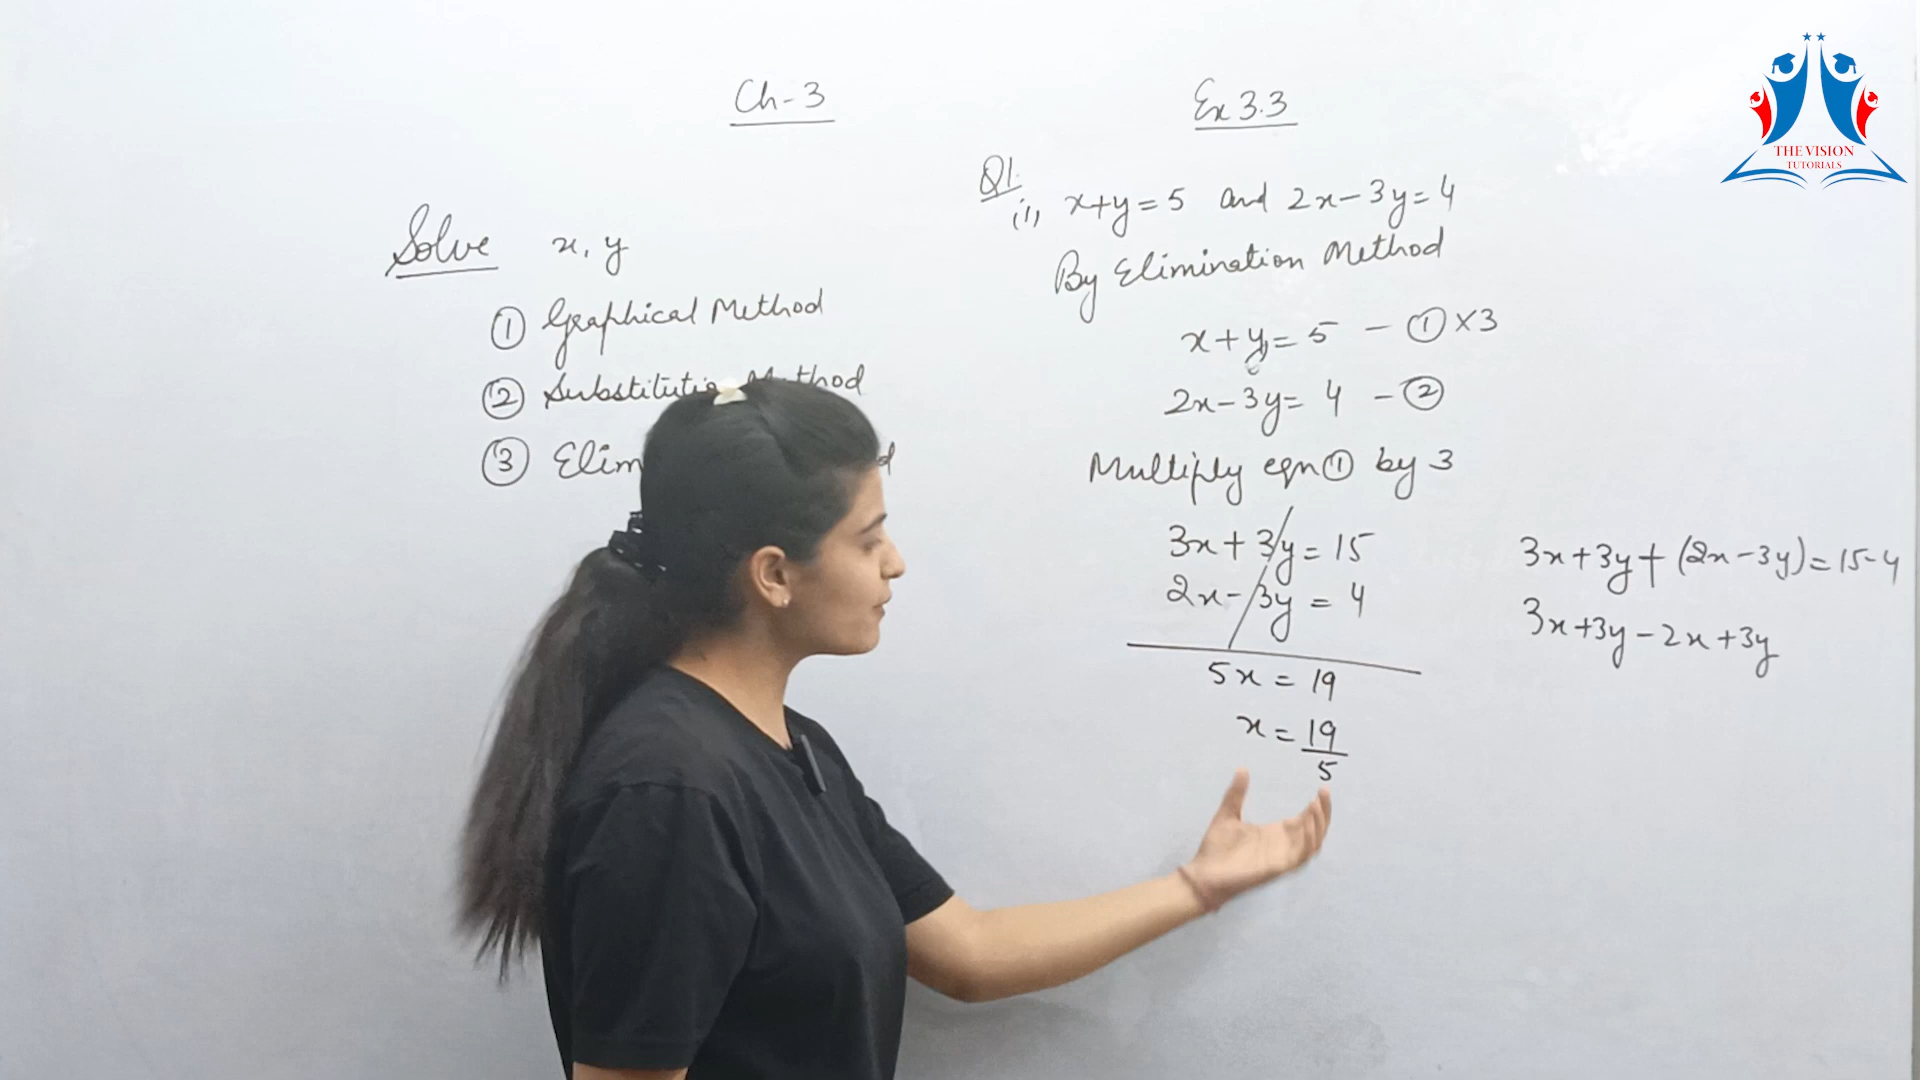 Ch-3
Solve x, y
① Graphical Method
② Substitutio Method
③ Elim
Ex 3.3
Q1.
(i) x+y=5 and 2x-3y=4
By Elimination Method
x+y=5 - ①×3
2x-3y=4 - ②
Multiply eqn① by 3
3x+3y=15
2x-3y=4
5x=19
x=19/5
3x+3y+(2x-3y)=15-4
3x+3y-2x+3y
THE VISION
TUTORIALS